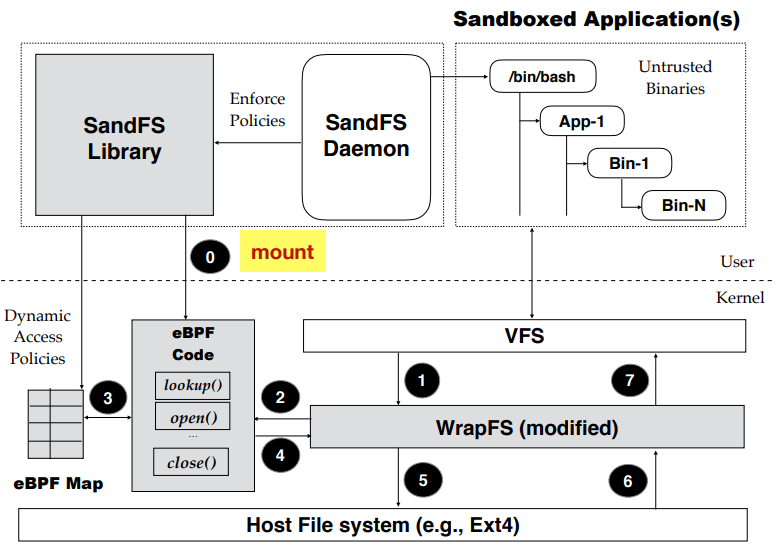 Sandboxed Application(s)
SandFS
Library
Enforce
Policies
SandFS
Daemon
/bin/bash
Untrusted
Binaries
App-1
Bin-1
Bin-N
0
mount
User
Kernel
Dynamic
Access
Policies
eBPF
Code
lookup()
open()
...
close()
VFS
1
7
3
2
4
WrapFS (modified)
eBPF Map
5
6
Host File system (e.g., Ext4)